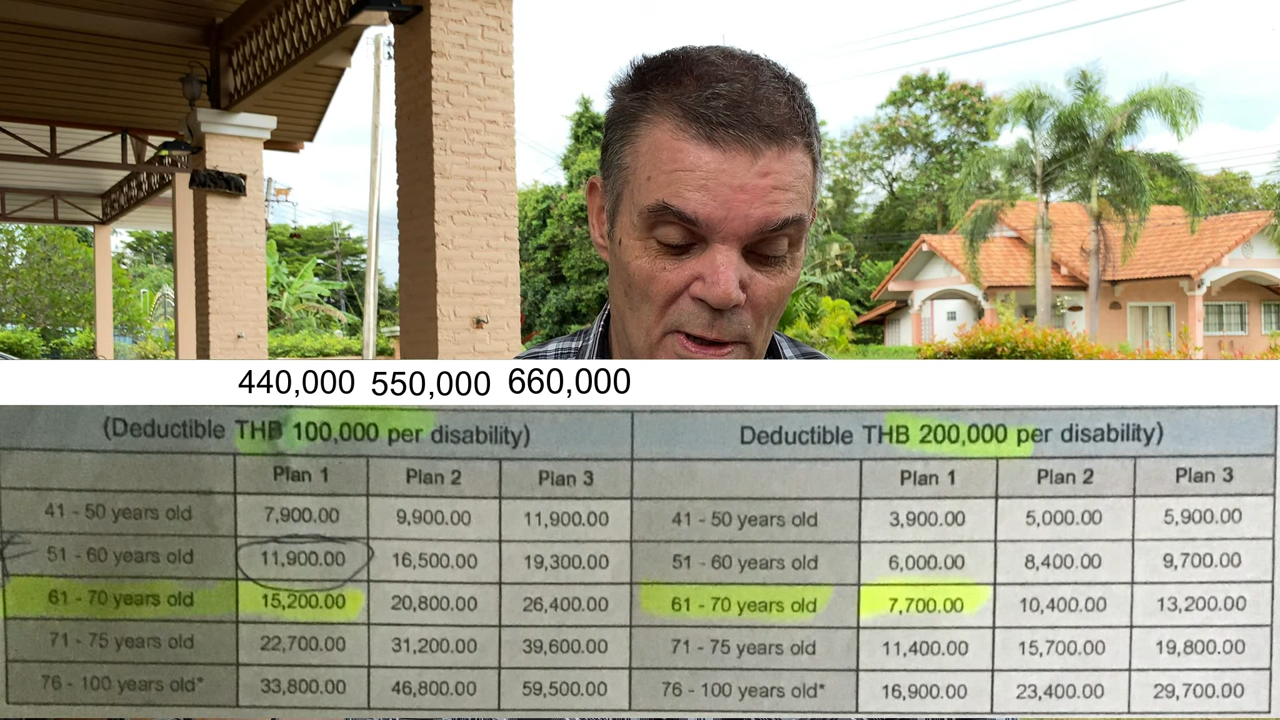 440,000 550,000 660,000
(Deductible THB 100,000 per disability) Deductible THB 200,000 per disability)
Plan 1 Plan 2 Plan 3 Plan 1 Plan 2 Plan 3
41 - 50 years old 7,900.00 9,900.00 11,900.00 41 - 50 years old 3,900.00 5,000.00 5,900.00
51 - 60 years old 11,900.00 16,500.00 19,300.00 51 - 60 years old 6,000.00 8,400.00 9,700.00
61 - 70 years old 15,200.00 20,800.00 26,400.00 61 - 70 years old 7,700.00 10,400.00 13,200.00
71 - 75 years old 22,700.00 31,200.00 39,600.00 71 - 75 years old 11,400.00 15,700.00 19,800.00
76 - 100 years old* 33,800.00 46,800.00 59,500.00 76 - 100 years old* 16,900.00 23,400.00 29,700.00